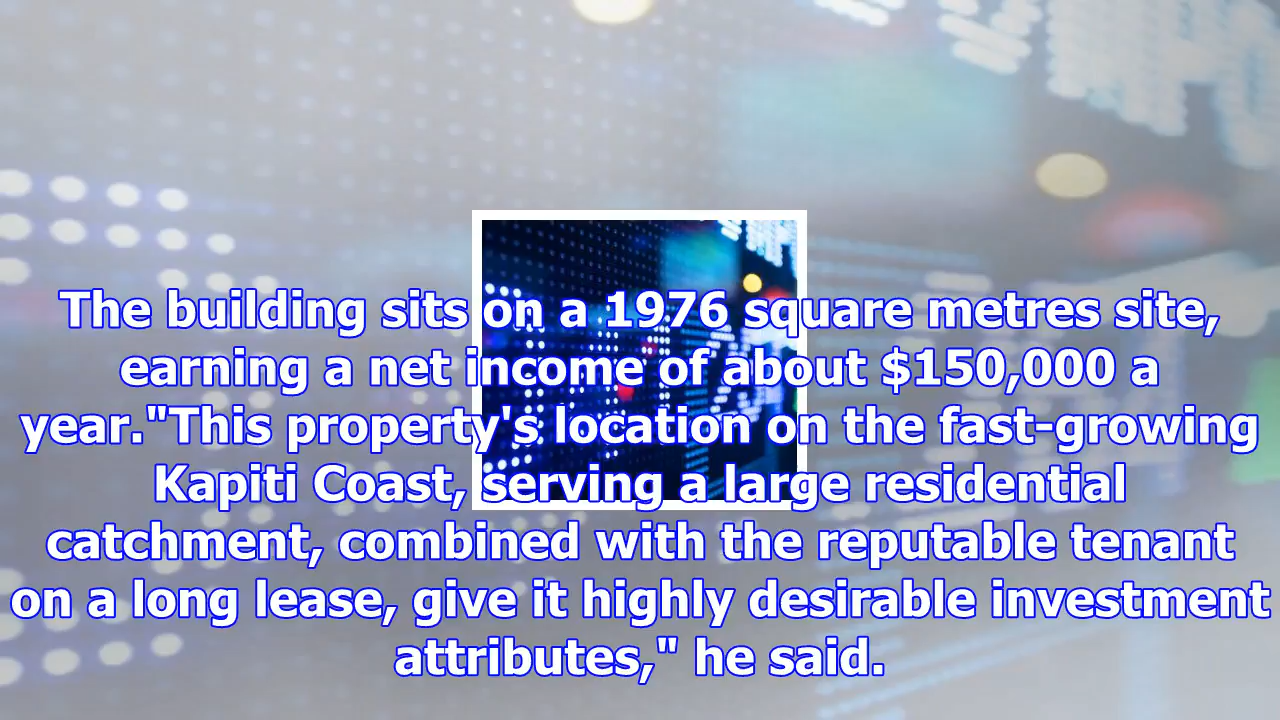 The building sits on a 1976 square metres site,
earning a net income of about $150,000 a
year."This property's location on the fast-growing
Kapiti Coast, serving a large residential
catchment, combined with the reputable tenant
on a long lease, give it highly desirable investment
attributes," he said.